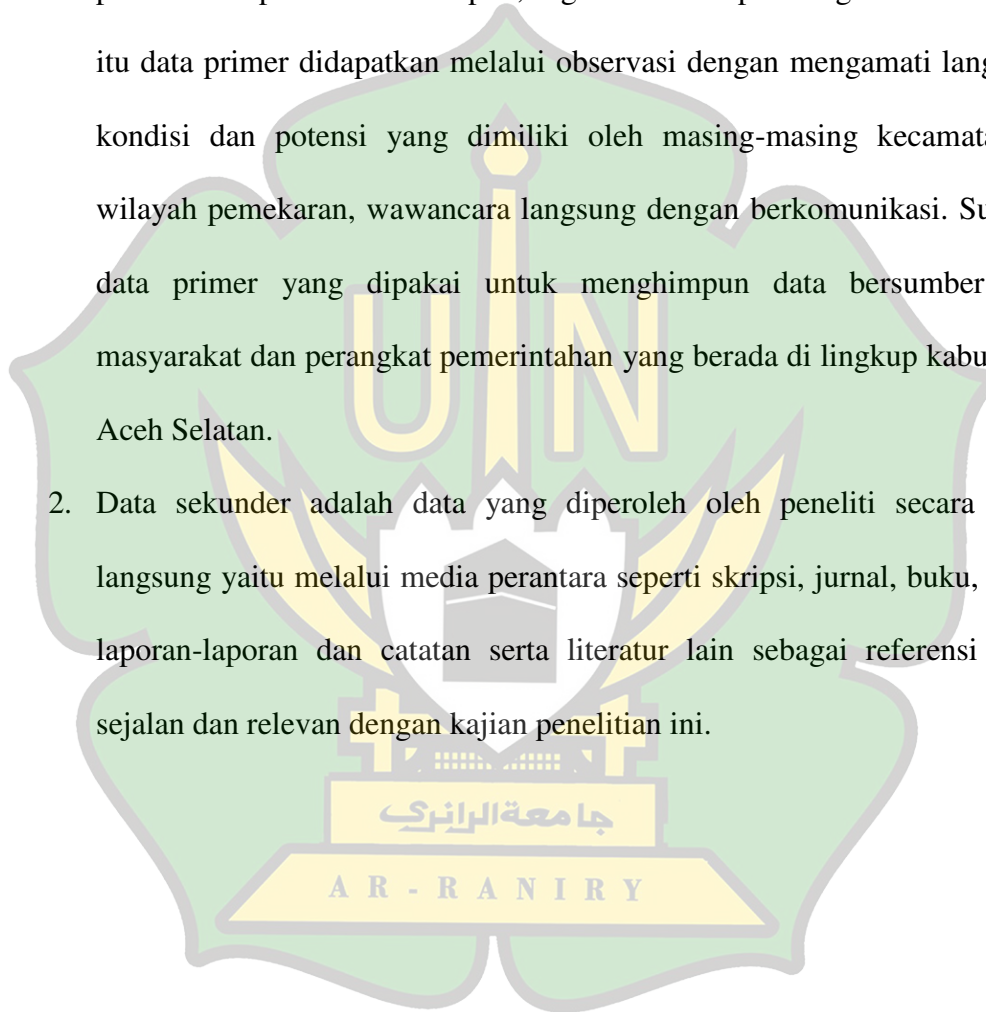 itu data primer didapatkan melalui observasi dengan mengamati
kondisi dan potensi yang dimiliki oleh masing-masing
wilayah pemekaran, wawancara langsung dengan berkomunikasi.
data primer yang dipakai untuk menghimpun data bersumber
masyarakat dan perangkat pemerintahan yang berada di lingkup
Aceh Selatan.
2. Data sekunder adalah data yang diperoleh oleh peneliti secara
langsung yaitu melalui media perantara seperti skripsi, jurnal, buku,
laporan-laporan dan catatan serta literatur lain sebagai referensi
sejalan dan relevan dengan kajian penelitian ini.
UIN
جامعة الرانري
AR-RANIRY